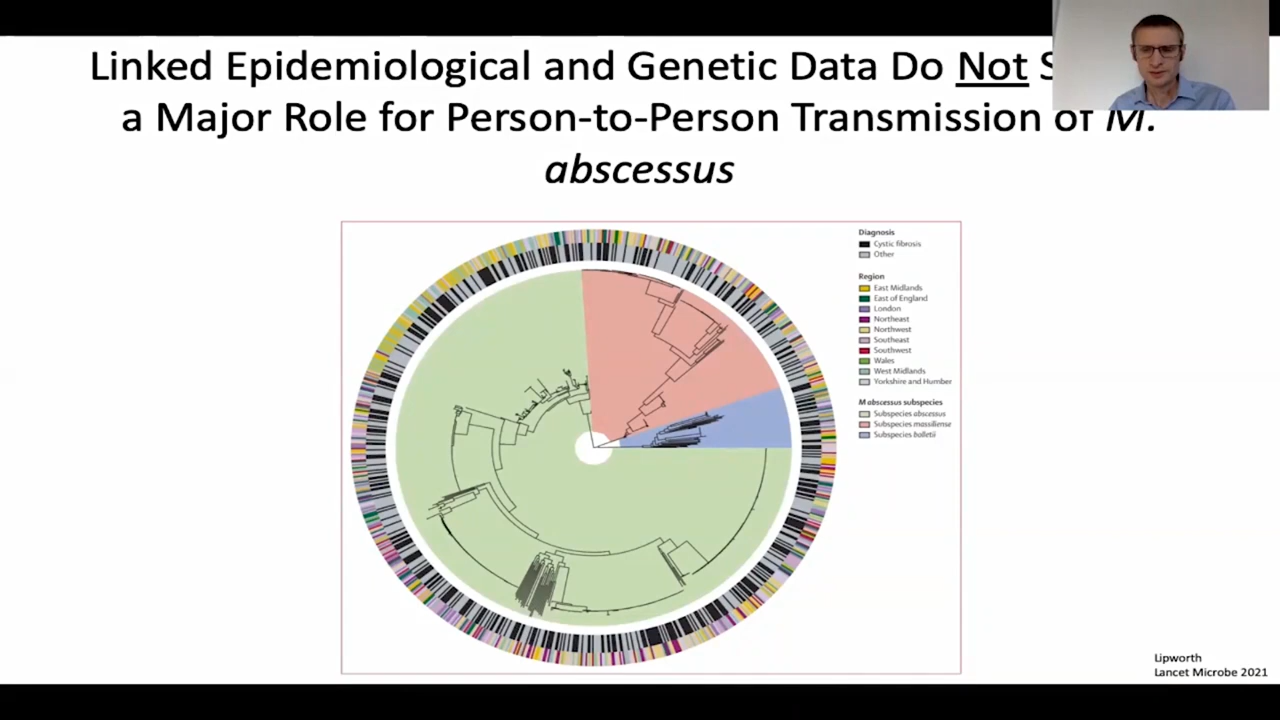 Linked Epidemiological and Genetic Data Do Not
a Major Role for Person-to-Person Transmission of M.
abscessus
Diagnosis
Cystic fibrosis
Other
Region
East Midlands
East of England
London
Northeast
Northwest
Southeast
Southwest
Wales
West Midlands
Yorkshire and Humber
M abscessus subspecies
Subspecies abscessus
Subspecies massiliense
Subspecies bolletii
Lipworth
Lancet Microbe 2021